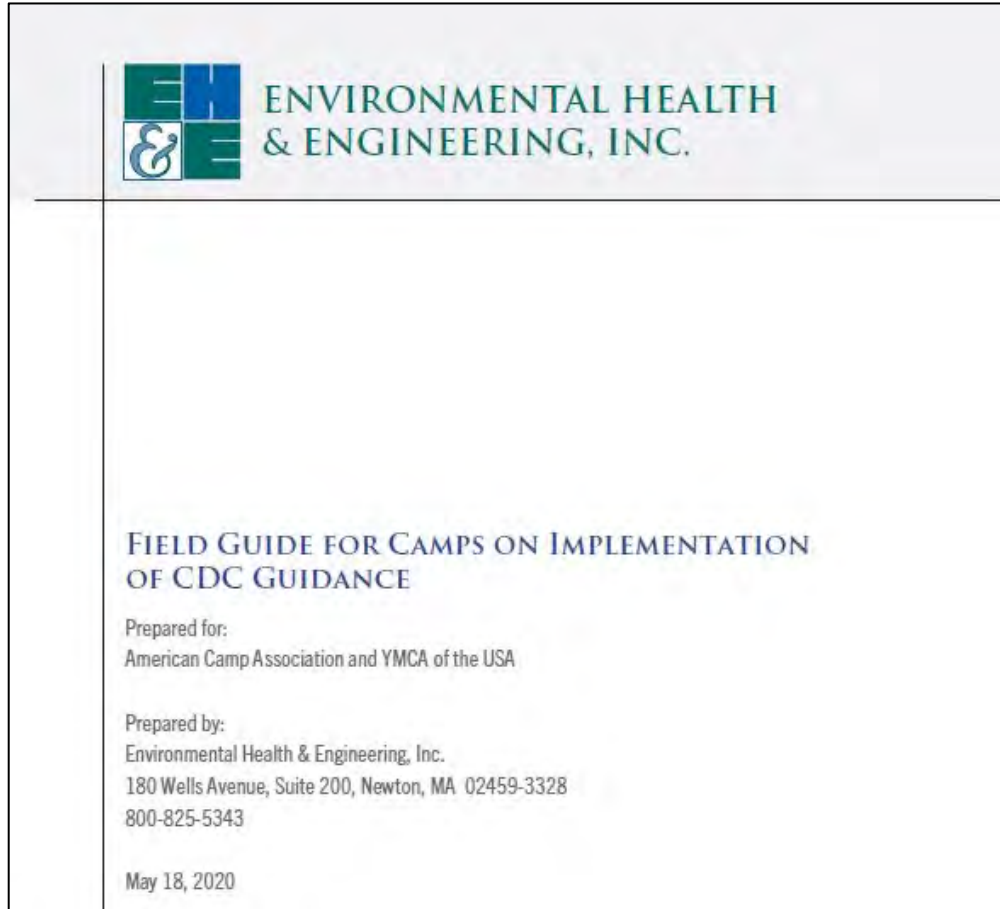 EH
&E
ENVIRONMENTAL HEALTH
& ENGINEERING, INC.
FIELD GUIDE FOR CAMPS ON IMPLEMENTATION
OF CDC GUIDANCE
Prepared for:
American Camp Association and YMCA of the USA
Prepared by:
Environmental Health & Engineering, Inc.
180 Wells Avenue, Suite 200, Newton, MA 02459-3328
800-825-5343
May 18, 2020